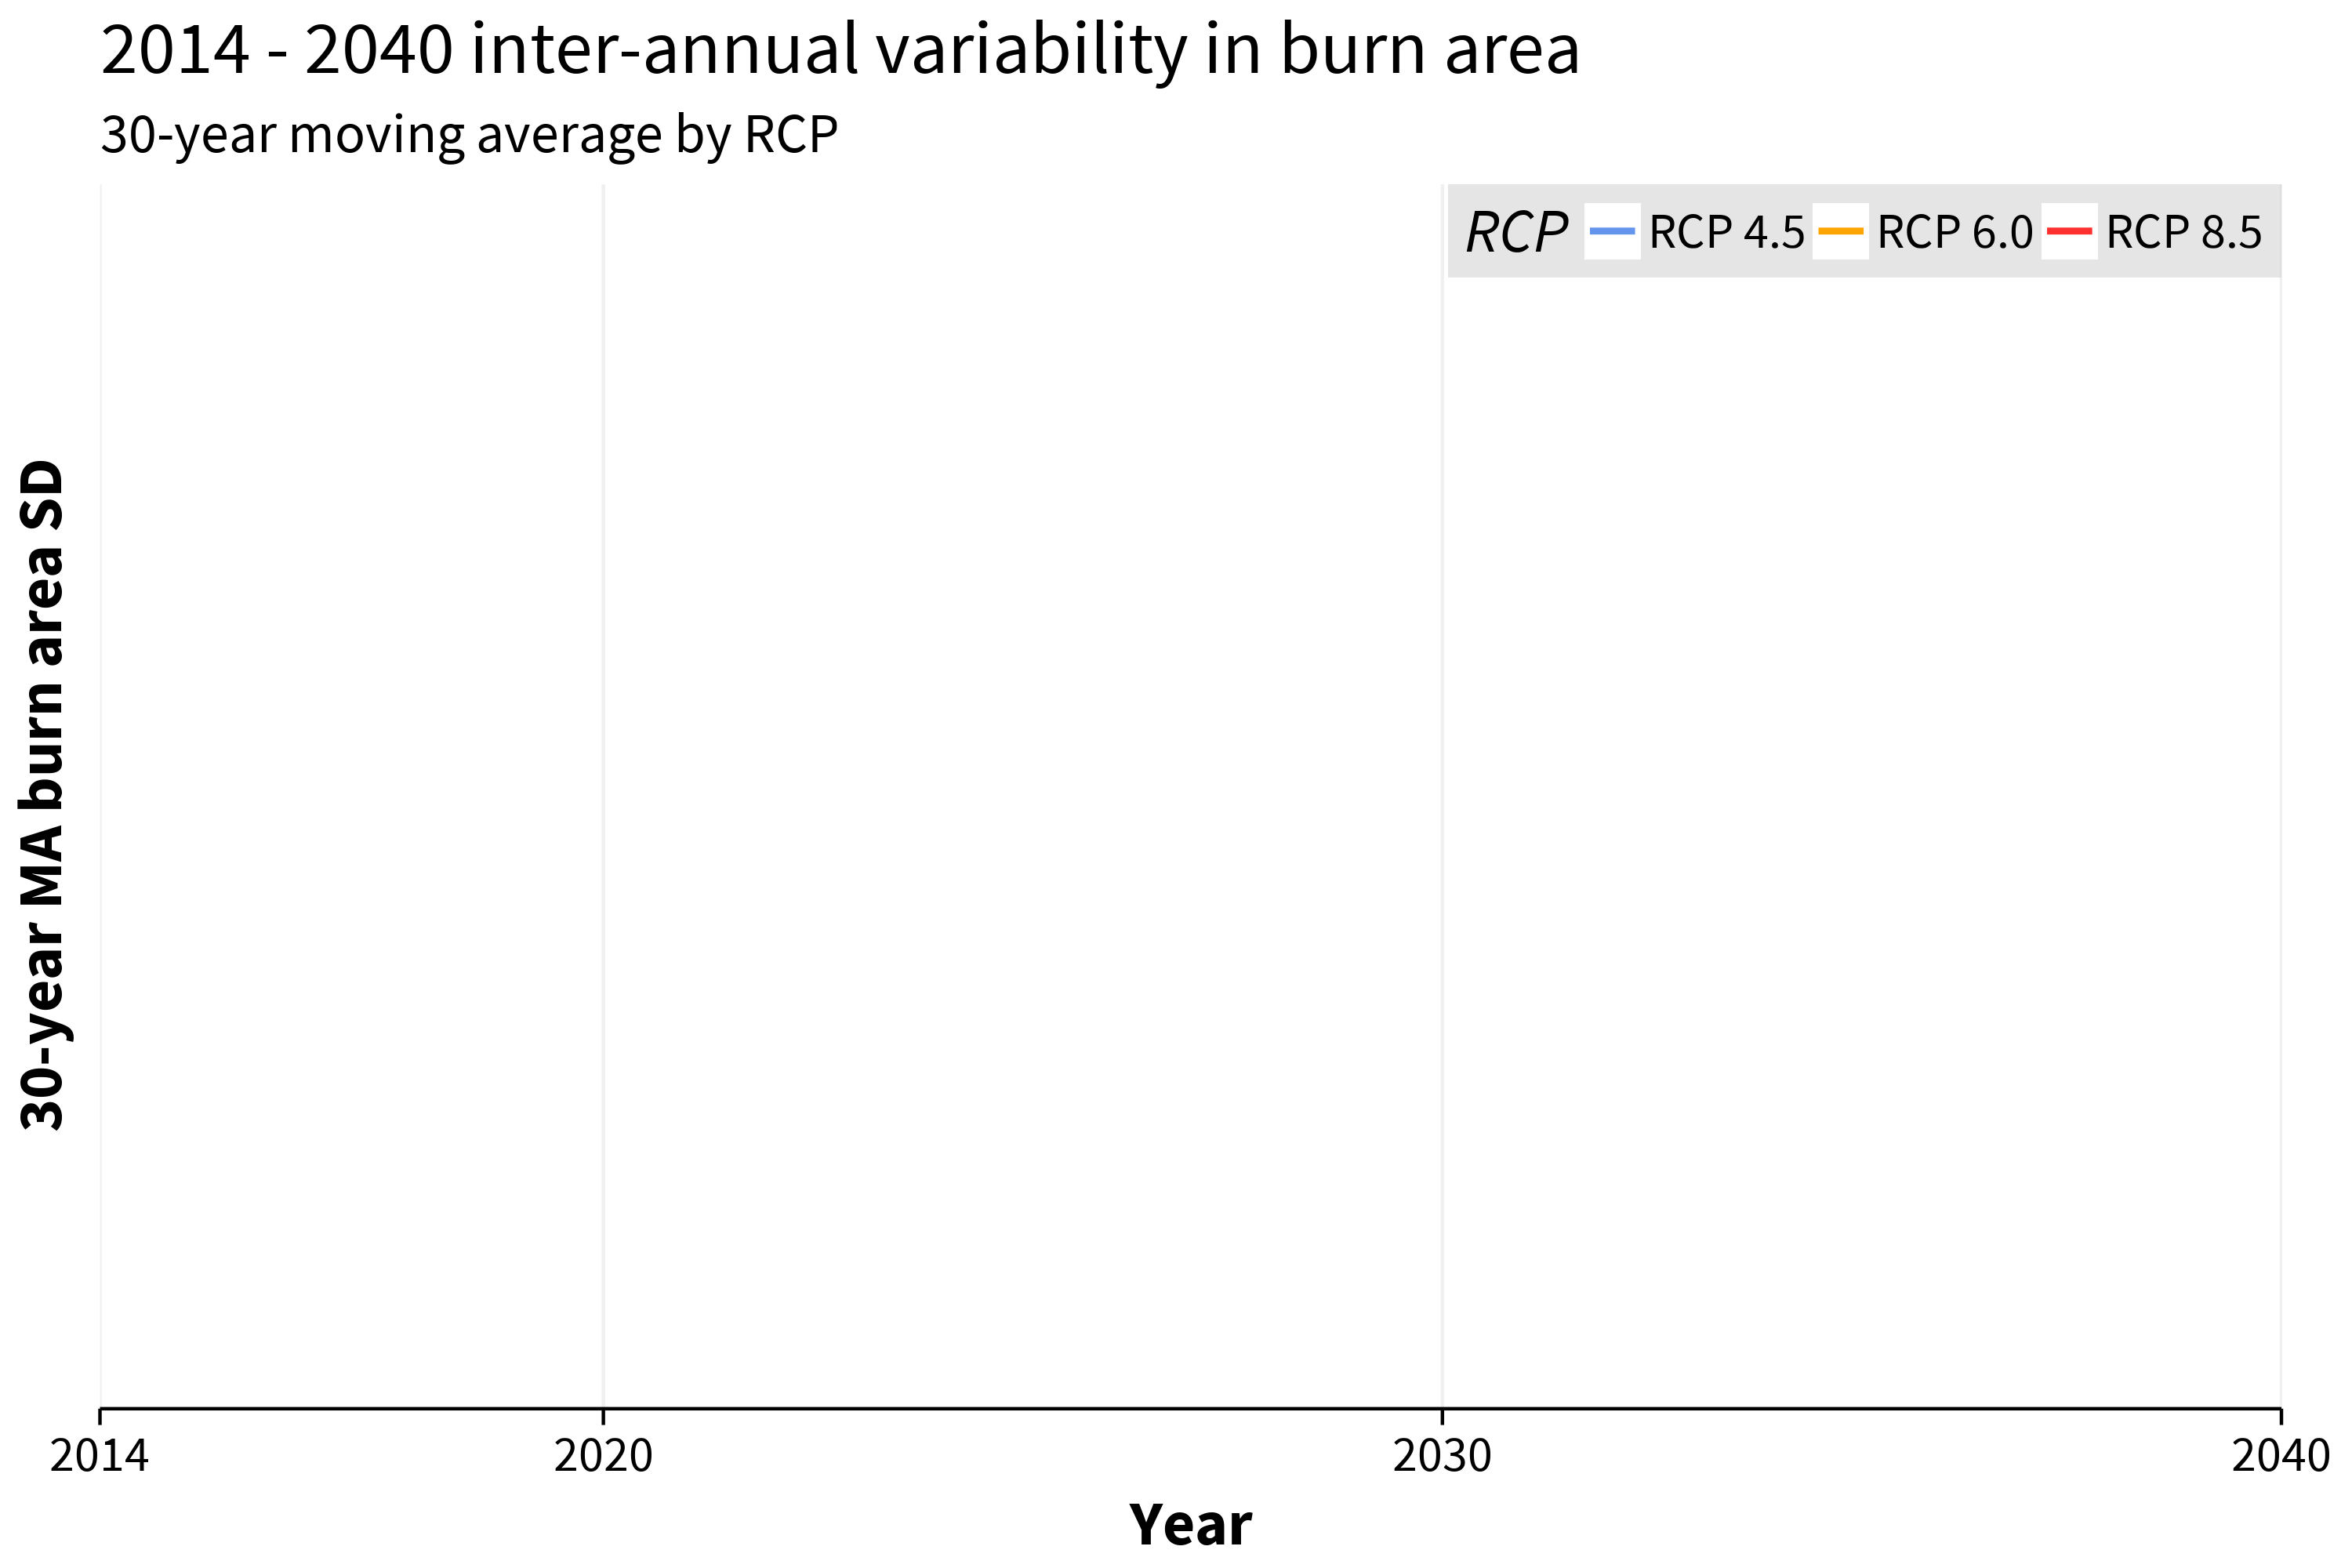 2014 - 2040 inter-annual variability in burn area
30-year moving average by RCP
RCP RCP 4.5 RCP 6.0 RCP 8.5
30-year MA burn area SD
2014 2020 2030 2040
Year